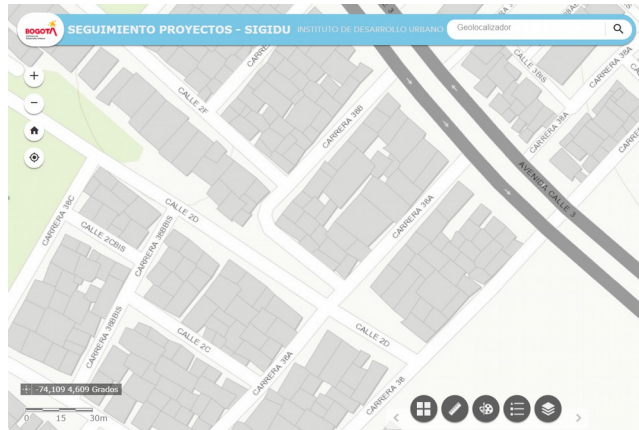 BOGOTÁ
SEGUIMIENTO PROYECTOS - SIGIDU INSTITUTO DE DESARROLLO URBANO
Geolocalizador
CALLE 2F
CARRERA 38B
CALLE 3BIS
CARRERA 38A
CARRERA 38A
AVENIDA CALLE 3
CARRERA 38C
CALLE 2D
CARRERA 38BBIS
CALLE 2CBIS
CARRERA 38A
CARRERA 38BBIS
CALLE 2C
CALLE 2D
CARRERA 38A
CARRERA 38
-74,109 4,609 Grados
0 15 30m